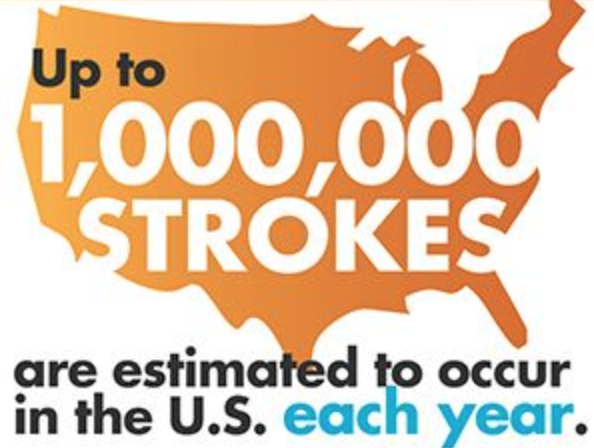 Up to
1,000,000
STROKES
are estimated to occur
in the U.S. each year.